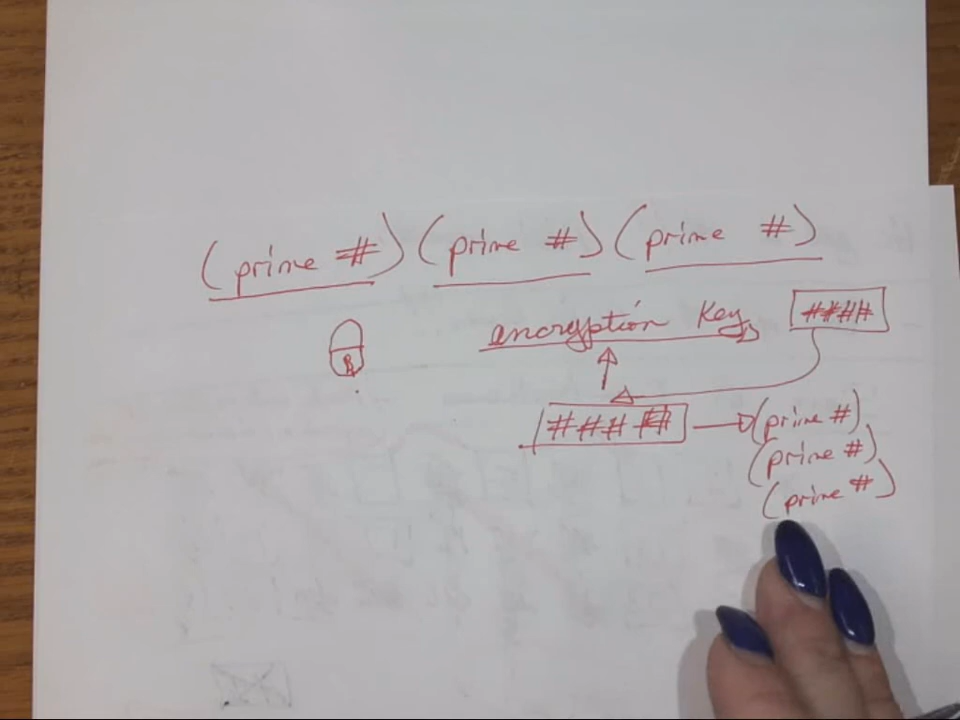 (prime #) (prime #) (prime #)
encryption Key
####
####
(prime #)
(prime #)
(prime #)